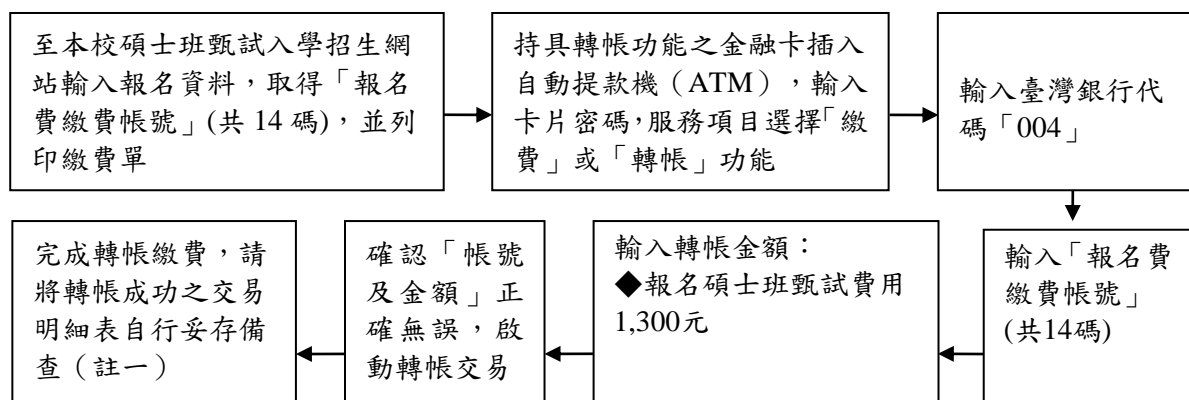 至本校碩士班甄試入學招生網
站輸入報名資料，取得「報名
費繳費帳號」(共 14 碼)，並列
印繳費單
持具轉帳功能之金融卡插入
自動提款機（ATM），輸入
卡片密碼，服務項目選擇「繳
費」或「轉帳」功能
輸入臺灣銀行代
碼「004」
輸入「報名費
繳費帳號」
(共14碼)
輸入轉帳金額：
◆報名碩士班甄試費用
1,300元
確認「帳號
及金額」正
確無誤，啟
動轉帳交易
完成轉帳繳費，請
將轉帳成功之交易
明細表自行妥存備
查（註一）